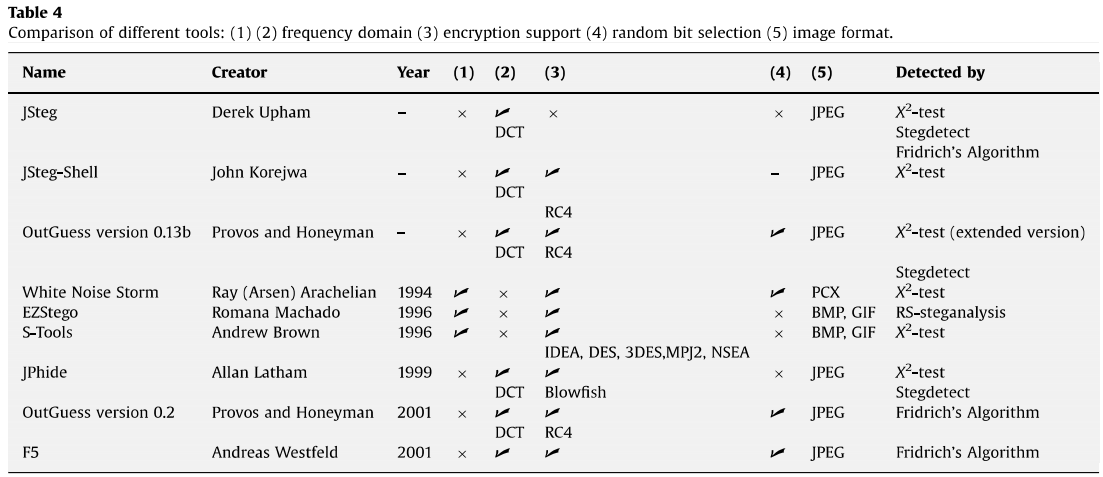 Table 4
Comparison of different tools: (1) (2) frequency domain (3) encryption support (4) random bit selection (5) image format.
Name Creator Year (1) (2) (3) (4) (5) Detected by
JSteg Derek Upham – × ✓ × × JPEG X²-test
DCT Stegdetect
Fridrich's Algorithm
JSteg-Shell John Korejwa – × ✓ ✓ – JPEG X²-test
DCT
RC4
OutGuess version 0.13b Provos and Honeyman – × ✓ ✓ ✓ JPEG X²-test (extended version)
DCT RC4
Stegdetect
White Noise Storm Ray (Arsen) Arachelian 1994 ✓ × ✓ ✓ PCX X²-test
EZStego Romana Machado 1996 ✓ × ✓ × BMP, GIF RS-steganalysis
S-Tools Andrew Brown 1996 ✓ × ✓ × BMP, GIF X²-test
IDEA, DES, 3DES,MPJ2, NSEA
JPhide Allan Latham 1999 × ✓ ✓ × JPEG X²-test
DCT Blowfish Stegdetect
OutGuess version 0.2 Provos and Honeyman 2001 × ✓ ✓ ✓ JPEG Fridrich's Algorithm
DCT RC4
F5 Andreas Westfeld 2001 × ✓ ✓ ✓ JPEG Fridrich's Algorithm